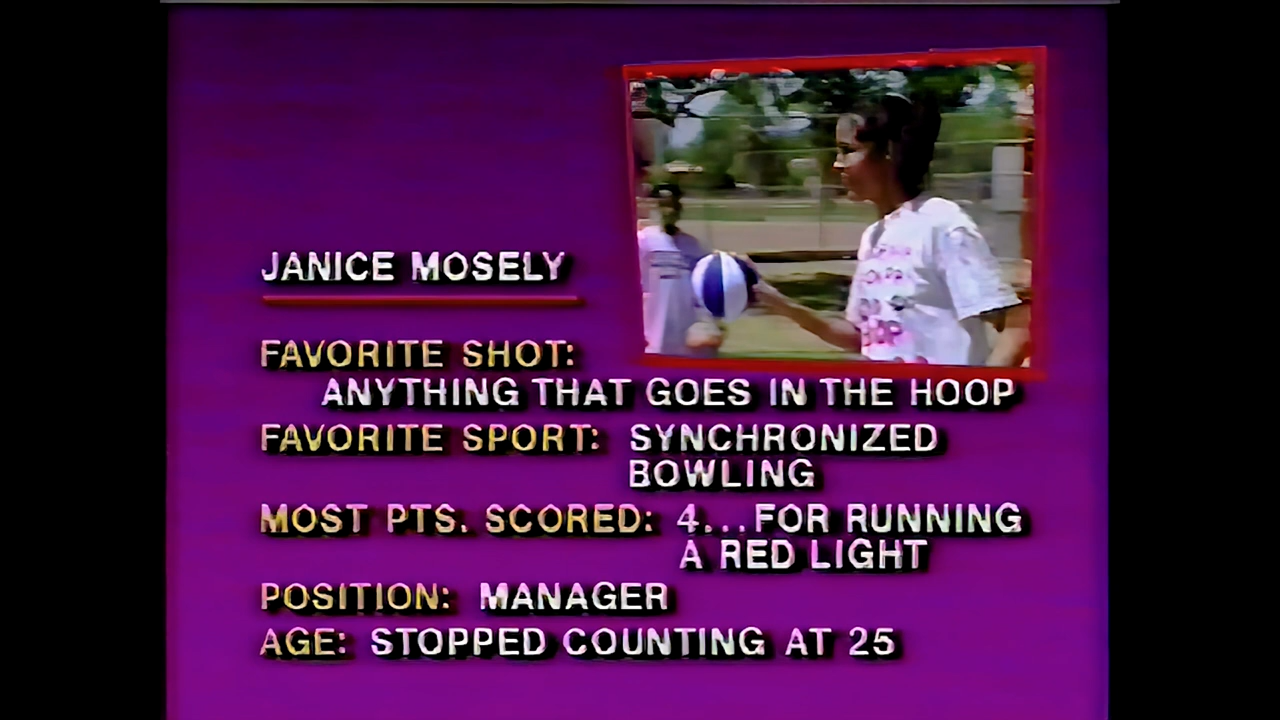 JANICE MOSELY
FAVORITE SHOT:
ANYTHING THAT GOES IN THE HOOP
FAVORITE SPORT: SYNCHRONIZED
BOWLING
MOST PTS. SCORED: 4...FOR RUNNING
A RED LIGHT
POSITION: MANAGER
AGE: STOPPED COUNTING AT 25